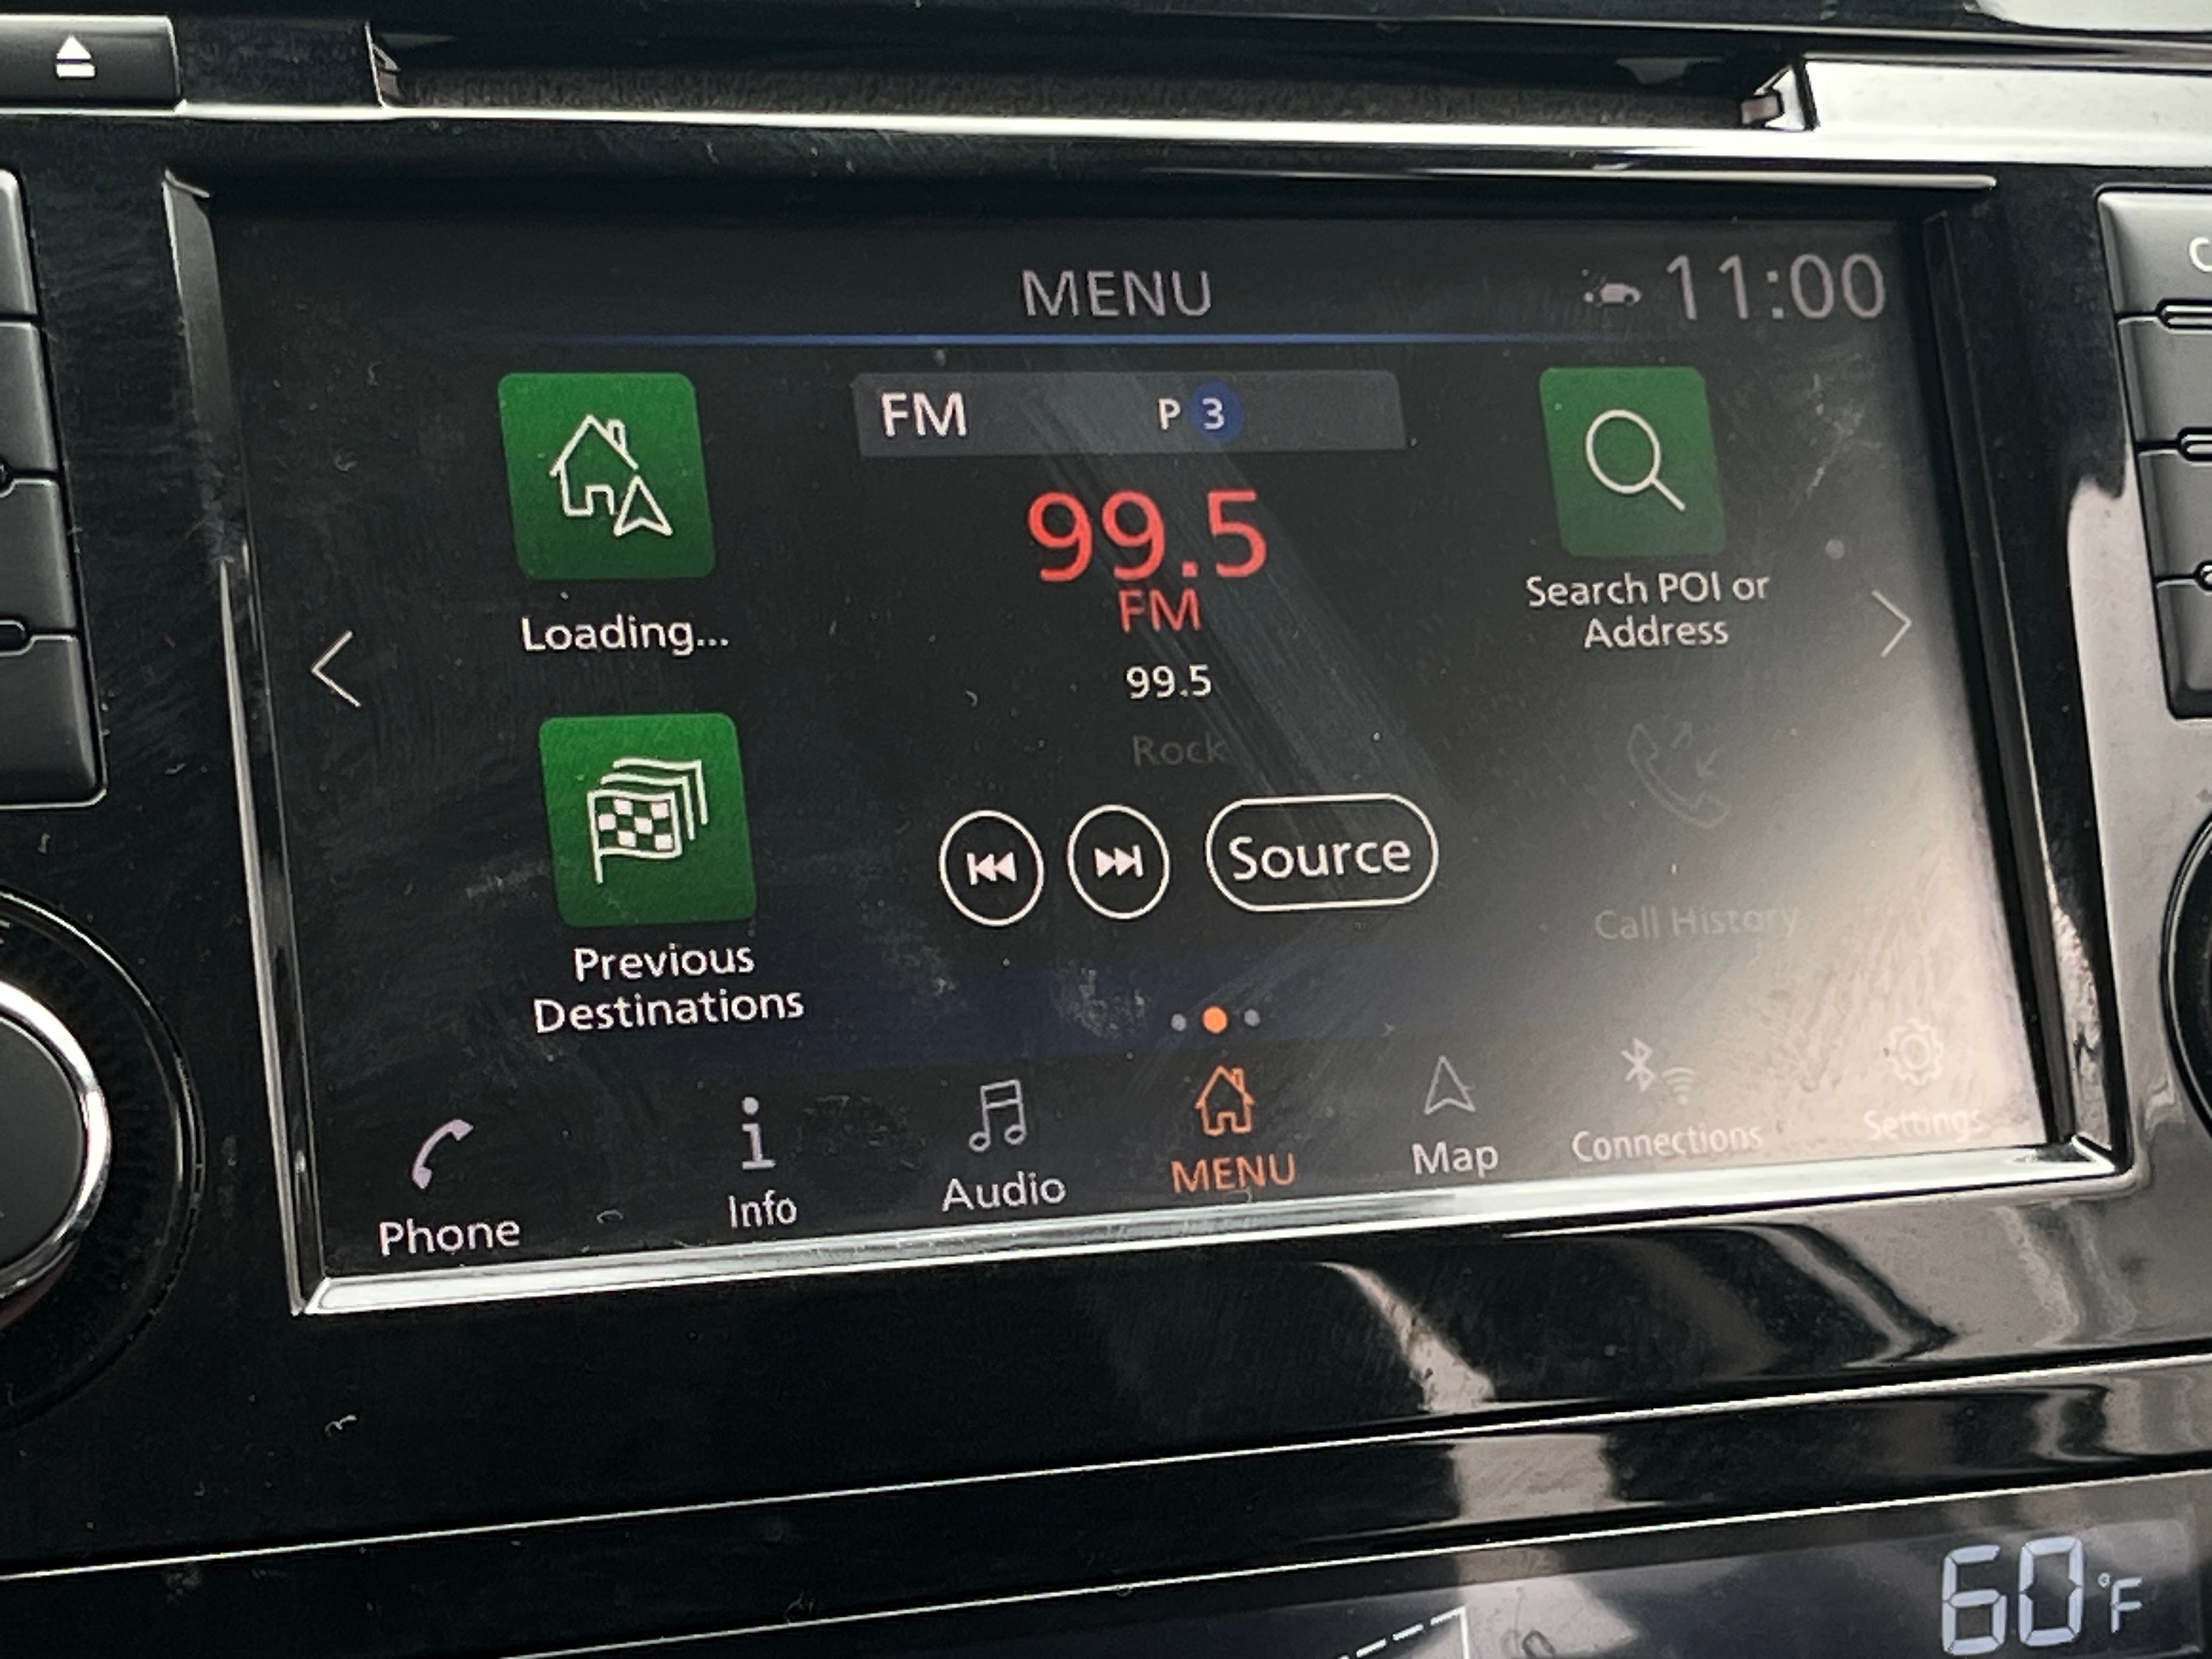 MENU
11:00
FM P 3
99.5
FM
99.5
Rock
Source
Loading...
Previous
Destinations
Search POI or
Address
Call History
Phone
Info
Audio
MENU
Map
Connections
Settings
60°F